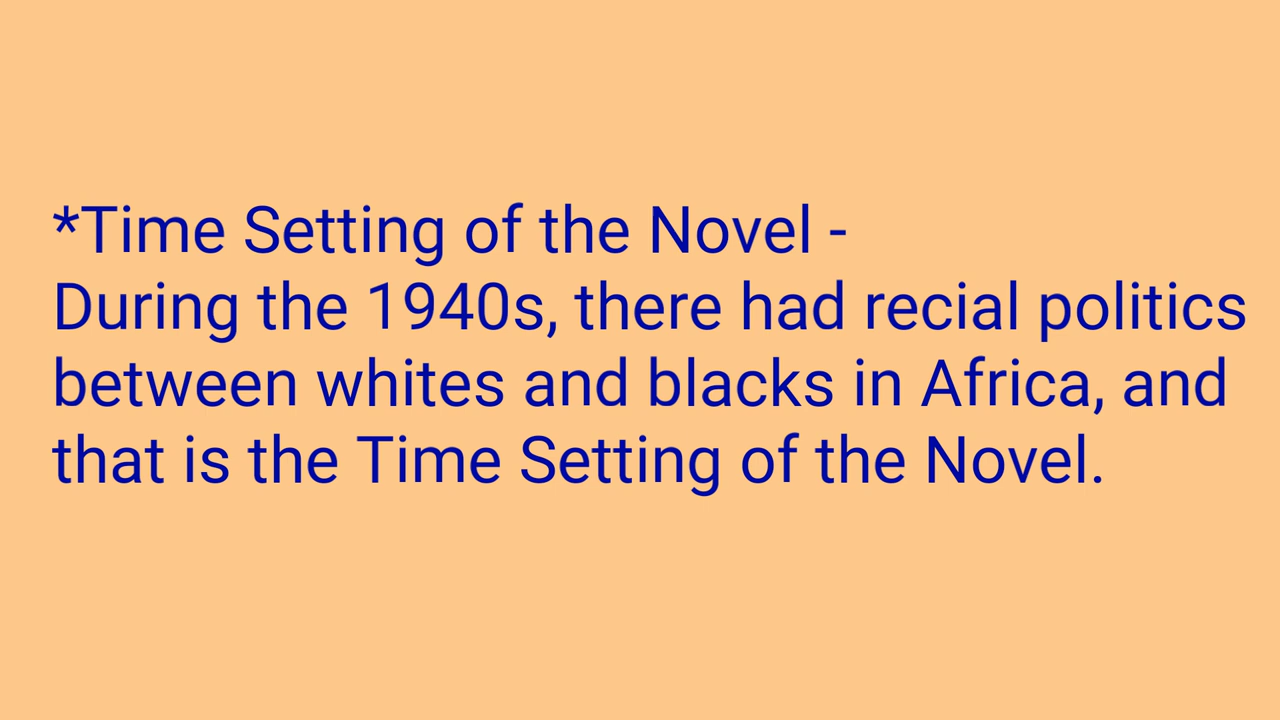 *Time Setting of the Novel -
During the 1940s, there had recial politics
between whites and blacks in Africa, and
that is the Time Setting of the Novel.